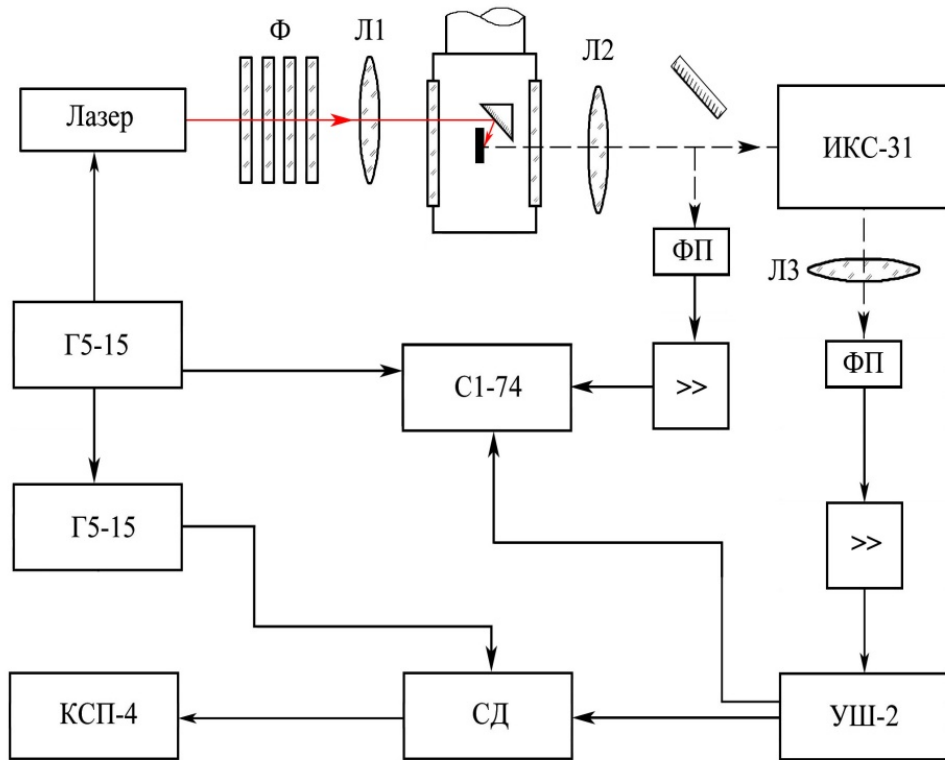 Ф
Л1
Л2
Лазер
ИКС-31
ФП
Л3
Г5-15
С1-74
>>
ФП
Г5-15
>>
КСП-4
СД
УШ-2